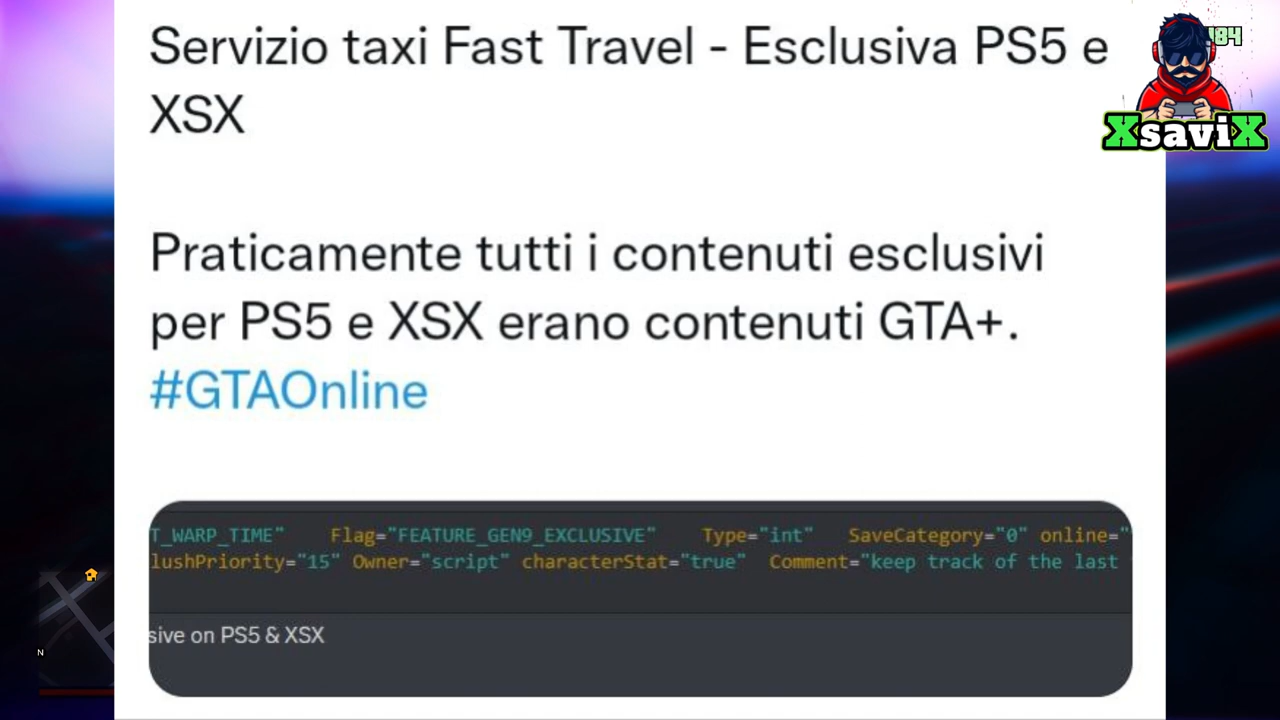 Servizio taxi Fast Travel - Esclusiva PS5 e
XSX
Praticamente tutti i contenuti esclusivi
per PS5 e XSX erano contenuti GTA+.
#GTAOnline
T_WARP_TIME" Flag="FEATURE_GEN9_EXCLUSIVE" Type="int" SaveCategory="0" online="
lushPriority="15" Owner="script" characterStat="true" Comment="keep track of the last
sive on PS5 & XSX
XsaviX
N